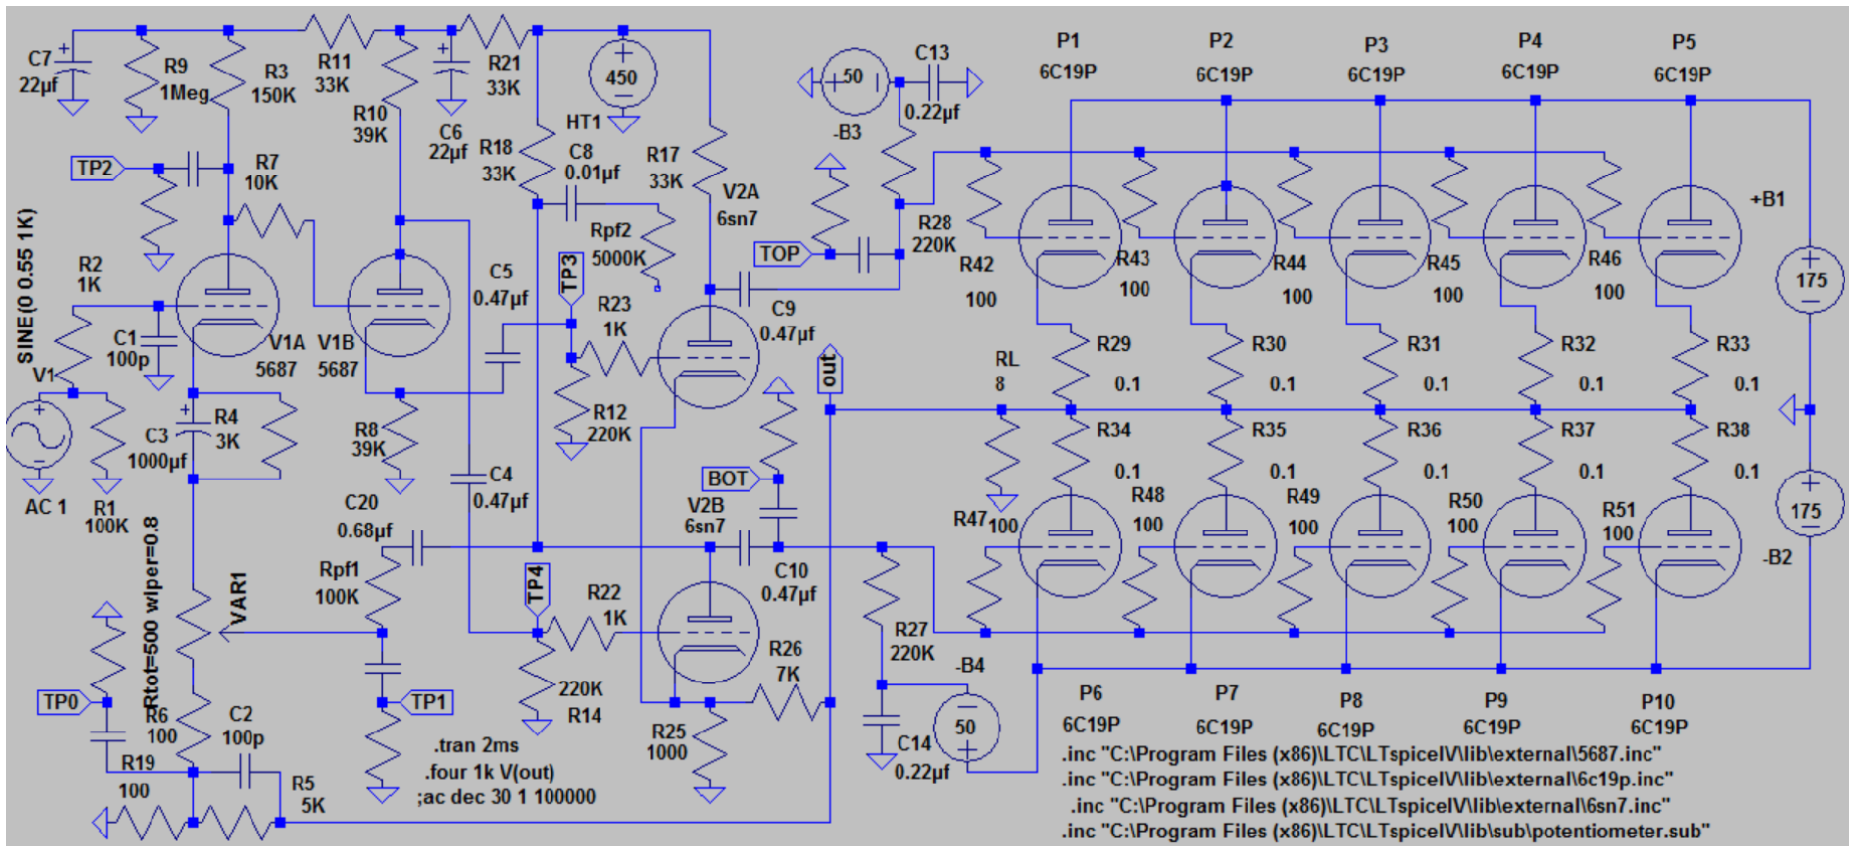 C7
22µf
R9
1Meg
R3
150K
R11
33K
R10
39K
C6
22µf
R21
33K
450
HT1
R18
33K
C8
0.01µf
R17
33K
V2A
6sn7
Rpf2
5000K
50
-B3
C13
0.22µf
P1
6C19P
P2
6C19P
P3
6C19P
P4
6C19P
P5
6C19P
+B1
175
TP2
R7
10K
R2
1K
SINE(0 0.55 1K)
V1
C1
100p
V1A
5687
V1B
5687
C5
0.47µf
TP3
R23
1K
C9
0.47µf
TOP
R28
220K
R42
100
R43
100
R44
100
R45
100
R46
100
R29
0.1
R30
0.1
R31
0.1
R32
0.1
R33
0.1
RL
8
out
R4
3K
C3
1000µf
R8
39K
R12
220K
AC 1
R1
100K
C20
0.68µf
C4
0.47µf
BOT
V2B
6sn7
R34
0.1
R35
0.1
R36
0.1
R37
0.1
R38
0.1
175
-B2
R47
100
R48
100
R49
100
R50
100
R51
100
Rpf1
100K
TP4
R22
1K
C10
0.47µf
Rtot=500 wiper=0.8
VAR1
R27
220K
-B4
50
R26
7K
220K
R14
R25
1000
C14
0.22µf
TP0
R6
100
C2
100p
TP1
R19
100
R5
5K
P6
6C19P
P7
6C19P
P8
6C19P
P9
6C19P
P10
6C19P
.tran 2ms
.four 1k V(out)
;ac dec 30 1 100000
.inc "C:\Program Files (x86)\LTC\LTspiceIV\lib\external\5687.inc"
.inc "C:\Program Files (x86)\LTC\LTspiceIV\lib\external\6c19p.inc"
.inc "C:\Program Files (x86)\LTC\LTspiceIV\lib\external\6sn7.inc"
.inc "C:\Program Files (x86)\LTC\LTspiceIV\lib\sub\potentiometer.sub"